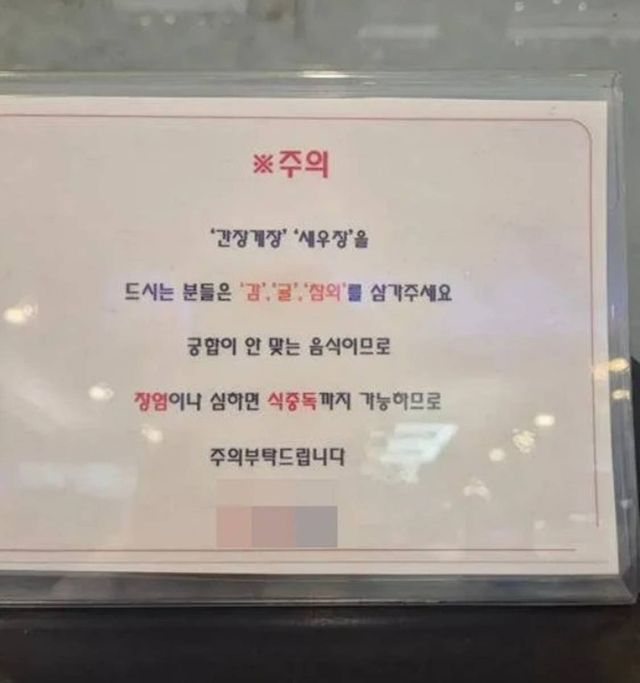 ※주의
'간장게장' '새우장'을
드시는 분들은 '감','귤','참외'를 삼가주세요
궁합이 안 맞는 음식이므로
장염이나 심하면 식중독까지 가능하므로
주의부탁드립니다